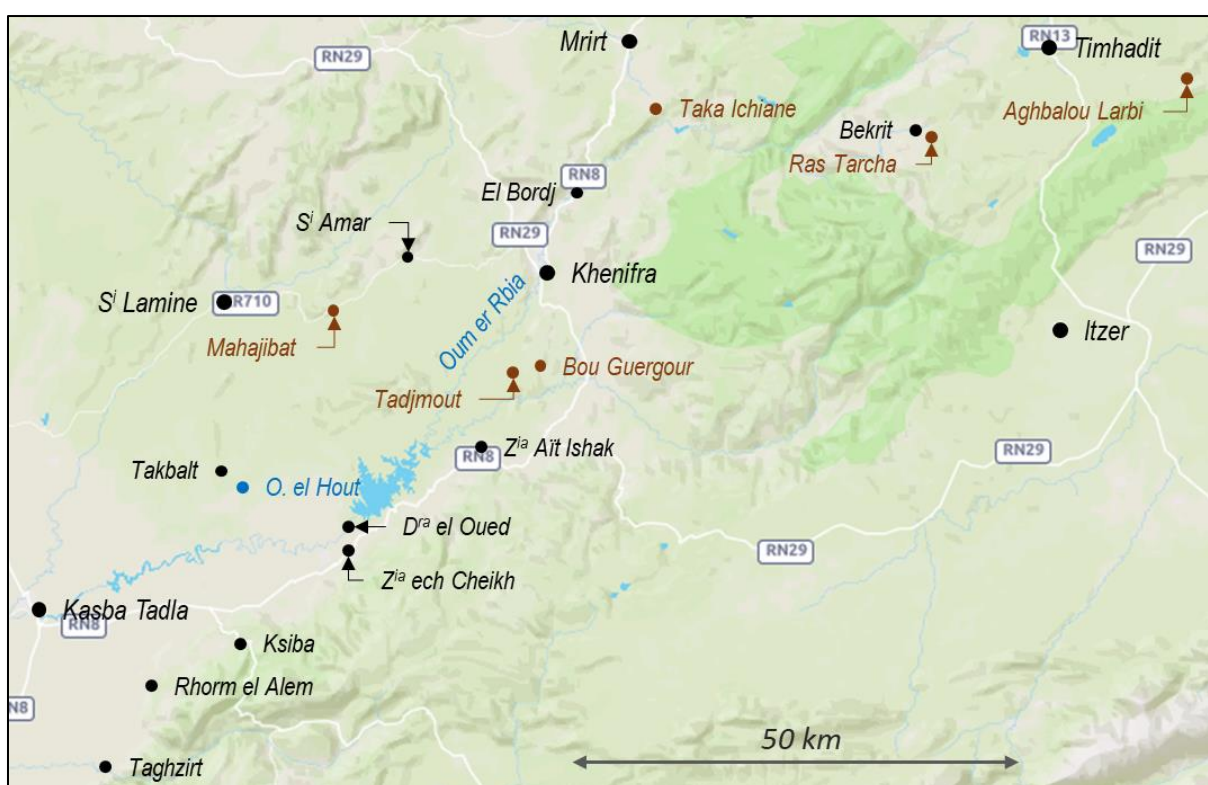 Mrirt
RN13
Timhadit
RN29
Taka Ichiane
Aghbalou Larbi
Bekrit
Ras Tarcha
RN8
El Bordj
Sⁱ Amar
RN29
RN29
Khenifra
Sⁱ Lamine
R710
Oum er Rbia
Itzer
Mahajibat
Bou Guergour
Tadjmout
Zⁱᵃ Aït Ishak
RN8
RN29
Takbalt
O. el Hout
Dʳᵃ el Oued
RN29
Zⁱᵃ ech Cheikh
Kasba Tadla
RN8
Ksiba
Rhorm el Alem
N8
50 km
Taghzirt